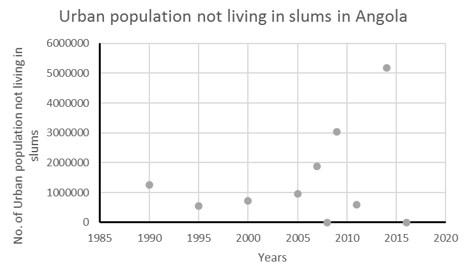 Urban population not living in slums in Angola
No. of Urban population not living in
slums
6000000
5000000
4000000
3000000
2000000
1000000
0
1985 1990 1995 2000 2005 2010 2015 2020
Years